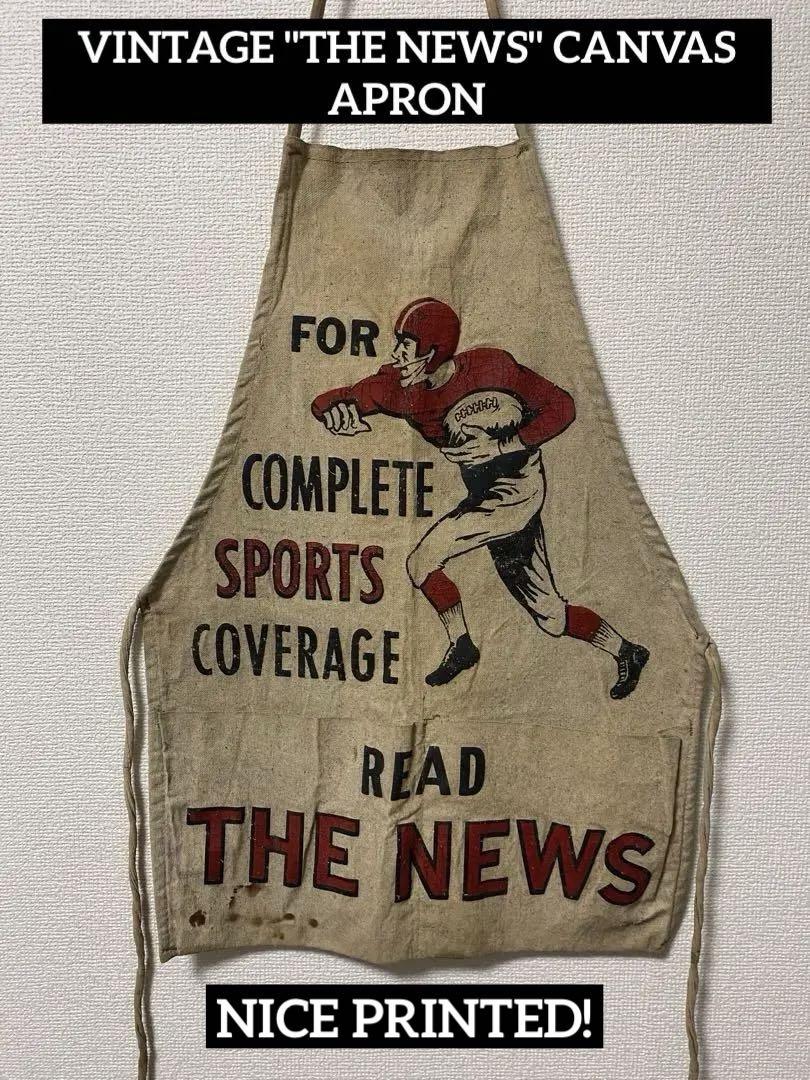 VINTAGE "THE NEWS" CANVAS
APRON
FOR
COMPLETE
SPORTS
COVERAGE
READ
THE NEWS
NICE PRINTED!